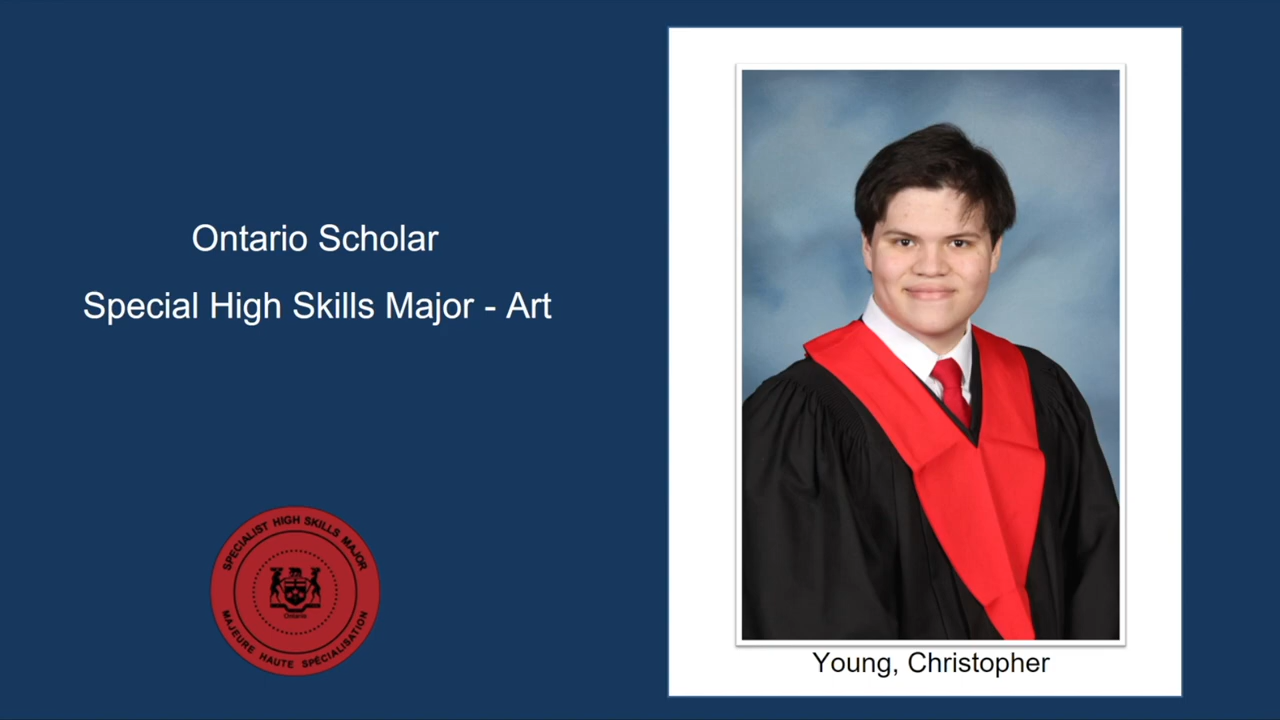 Ontario Scholar
Special High Skills Major - Art
SPECIALIST HIGH SKILLS MAJOR
Ontario
MAJEURE HAUTE SPÉCIALISATION
Young, Christopher